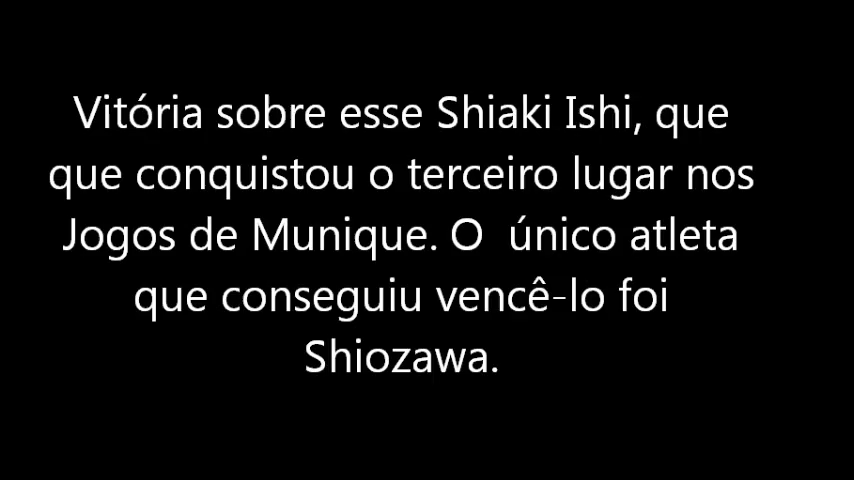 Vitória sobre esse Shiaki Ishi, que
que conquistou o terceiro lugar nos
Jogos de Munique. O  único atleta
que conseguiu vencê-lo foi
Shiozawa.